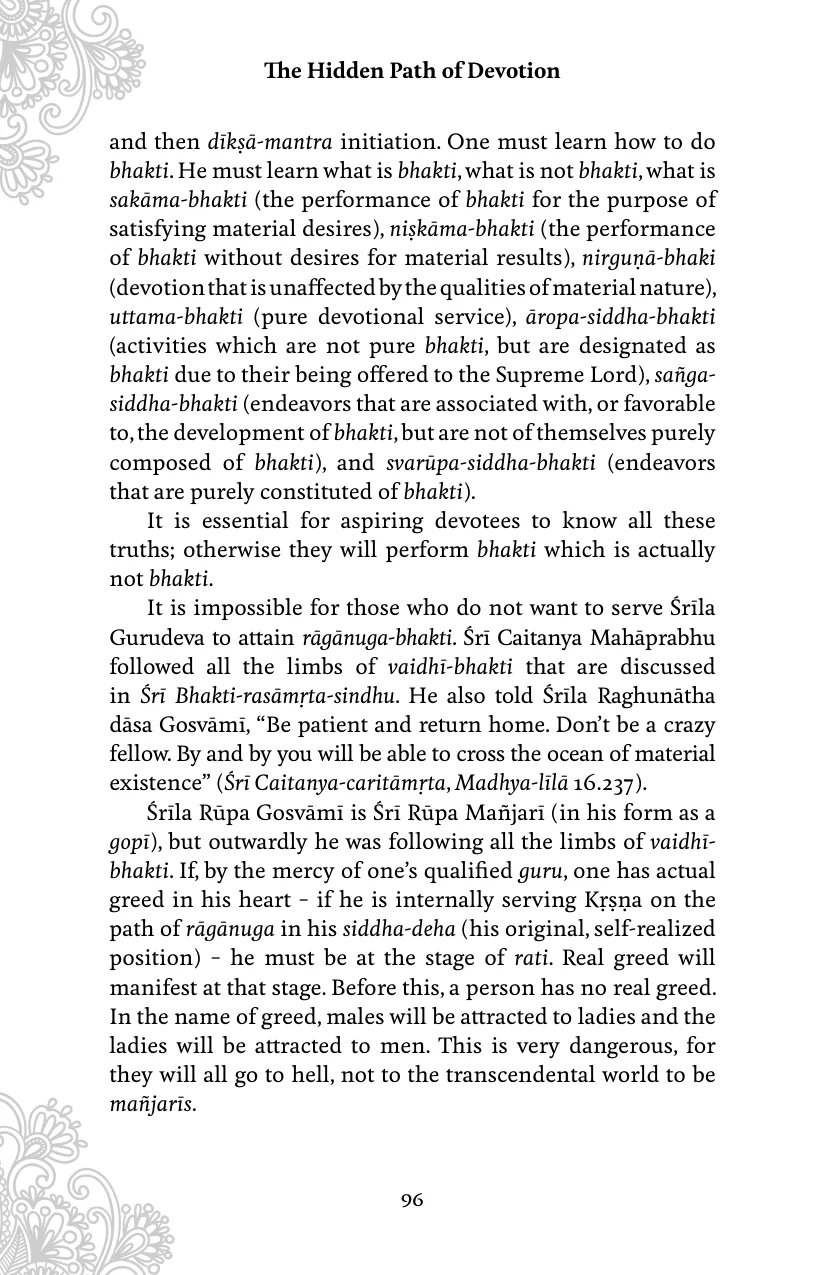 The Hidden Path of Devotion
and then dīkṣā-mantra initiation. One must learn how to do
bhakti. He must learn what is bhakti, what is not bhakti, what is
sakāma-bhakti (the performance of bhakti for the purpose of
satisfying material desires), niṣkāma-bhakti (the performance
of bhakti without desires for material results), nirguṇā-bhaki
(devotion that is unaffected by the qualities of material nature),
uttama-bhakti (pure devotional service), āropa-siddha-bhakti
(activities which are not pure bhakti, but are designated as
bhakti due to their being offered to the Supreme Lord), sañga-
siddha-bhakti (endeavors that are associated with, or favorable
to, the development of bhakti, but are not of themselves purely
composed of bhakti), and svarūpa-siddha-bhakti (endeavors
that are purely constituted of bhakti).
It is essential for aspiring devotees to know all these
truths; otherwise they will perform bhakti which is actually
not bhakti.
It is impossible for those who do not want to serve Śrīla
Gurudeva to attain rāgānuga-bhakti. Śrī Caitanya Mahāprabhu
followed all the limbs of vaidhī-bhakti that are discussed
in Śrī Bhakti-rasāmṛta-sindhu. He also told Śrīla Raghunātha
dāsa Gosvāmī, “Be patient and return home. Don’t be a crazy
fellow. By and by you will be able to cross the ocean of material
existence” (Śrī Caitanya-caritāmṛta, Madhya-līlā 16.237).
Śrīla Rūpa Gosvāmī is Śrī Rūpa Mañjarī (in his form as a
gopī), but outwardly he was following all the limbs of vaidhī-
bhakti. If, by the mercy of one’s qualified guru, one has actual
greed in his heart – if he is internally serving Kṛṣṇa on the
path of rāgānuga in his siddha-deha (his original, self-realized
position) – he must be at the stage of rati. Real greed will
manifest at that stage. Before this, a person has no real greed.
In the name of greed, males will be attracted to ladies and the
ladies will be attracted to men. This is very dangerous, for
they will all go to hell, not to the transcendental world to be
mañjarīs.
96